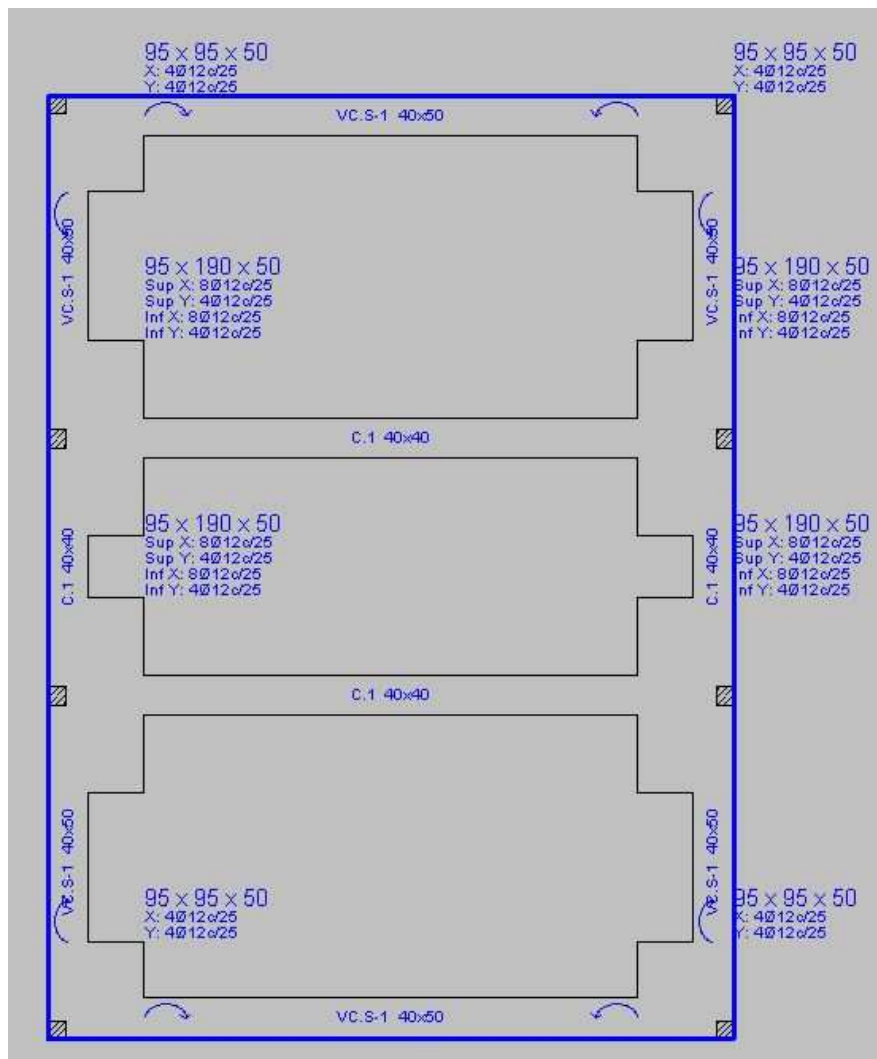 95 x 95 x 50
X: 4Ø12c/25
Y: 4Ø12c/25
95 x 95 x 50
X: 4Ø12c/25
Y: 4Ø12c/25
VC.S-1 40x50
VC.S-1 40x50
VC.S-1 40x50
95 x 190 x 50
Sup X: 8Ø12c/25
Sup Y: 4Ø12c/25
Inf X: 8Ø12c/25
Inf Y: 4Ø12c/25
95 x 190 x 50
Sup X: 8Ø12c/25
Sup Y: 4Ø12c/25
Inf X: 8Ø12c/25
Inf Y: 4Ø12c/25
C.1 40x40
C.1 40x40
C.1 40x40
95 x 190 x 50
Sup X: 8Ø12c/25
Sup Y: 4Ø12c/25
Inf X: 8Ø12c/25
Inf Y: 4Ø12c/25
95 x 190 x 50
Sup X: 8Ø12c/25
Sup Y: 4Ø12c/25
Inf X: 8Ø12c/25
Inf Y: 4Ø12c/25
C.1 40x40
VC.S-1 40x50
VC.S-1 40x50
95 x 95 x 50
X: 4Ø12c/25
Y: 4Ø12c/25
95 x 95 x 50
X: 4Ø12c/25
Y: 4Ø12c/25
VC.S-1 40x50